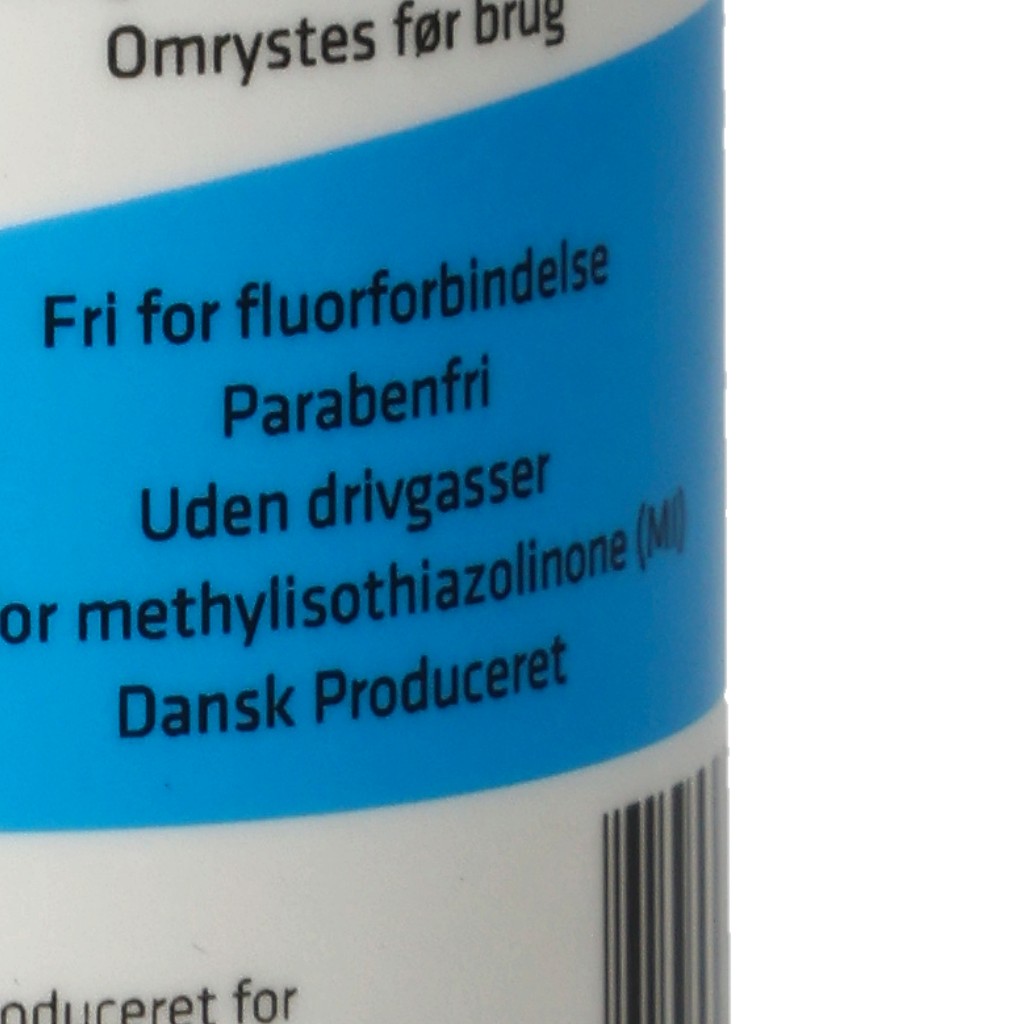 Omrystes før brug
Fri for fluorforbindelse
Parabenfri
Uden drivgasser
or methylisothiazolinone (MI)
Dansk Produceret
oduceret for